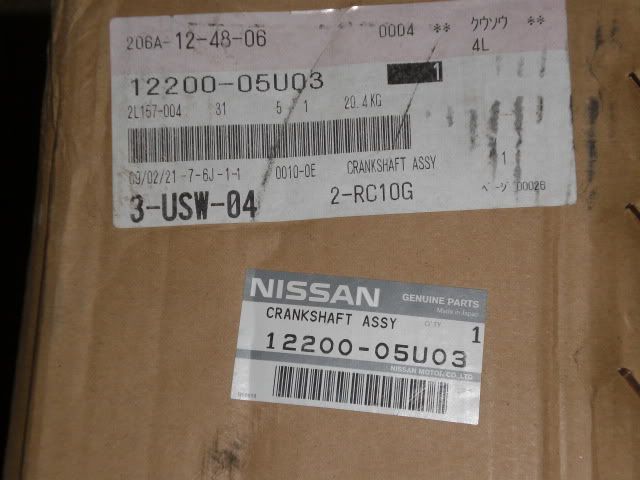 206A-12-48-06 0004 ** クウソウ **
4L
12200-05U03 1
2L157-004 31 5 1 20.4KG
1
09/02/21-7-6J-1-1 0010-0E CRANKSHAFT ASSY
3-USW-04 2-RC10G ページ 00026
NISSAN GENUINE PARTS
Made in Japan
CRANKSHAFT ASSY Q'TY 1
12200-05U03
NISSAN MOTOR CO.,LTD.